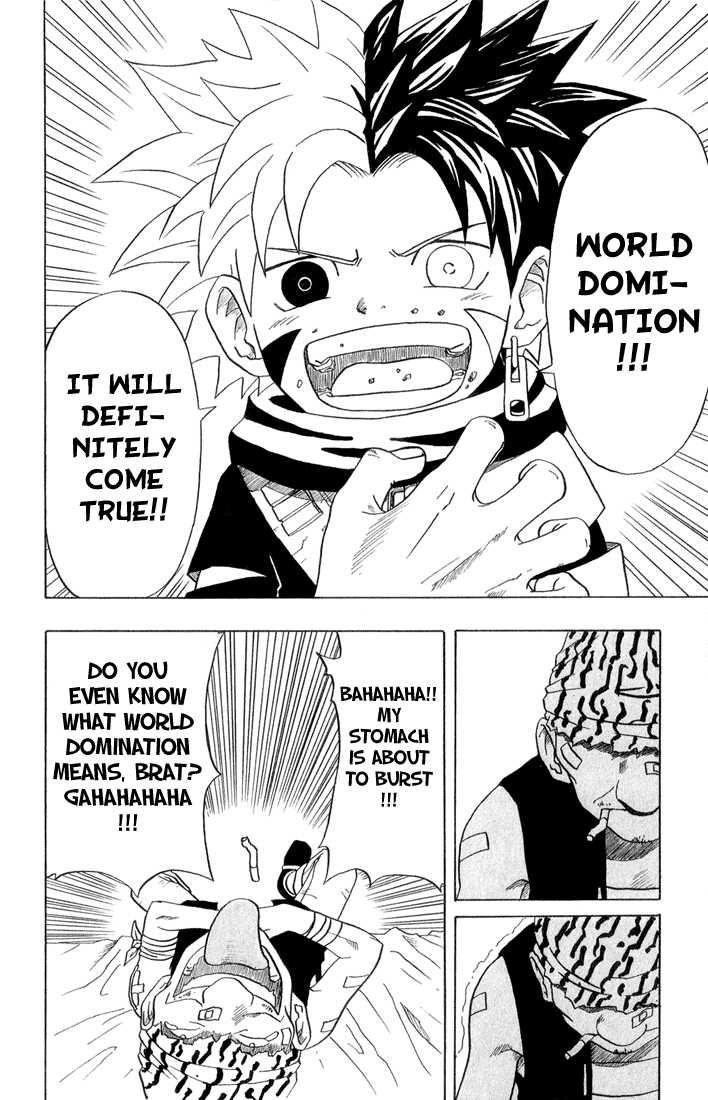 WORLD
DOMI-
NATION
!!!
IT WILL
DEFI-
NITELY
COME
TRUE!!
BAHAHAHA!!
MY
STOMACH
IS ABOUT
TO BURST
!!!
DO YOU
EVEN KNOW
WHAT WORLD
DOMINATION
MEANS, BRAT?
GAHAHAHAHA
!!!